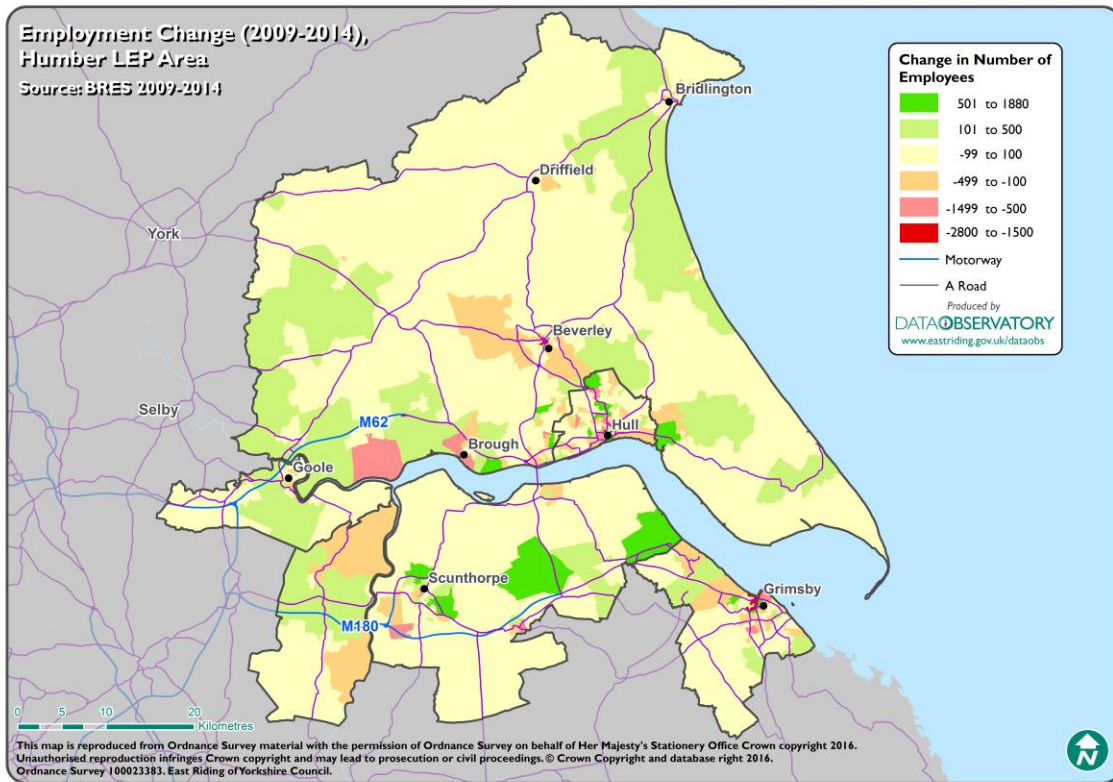 Employment Change (2009-2014),
Humber LEP Area
Source: BRES 2009-2014
Change in Number of
Employees
501 to 1880
101 to 500
-99 to 100
-499 to -100
-1499 to -500
-2800 to -1500
Motorway
A Road
Produced by
DATA OBSERVATORY
www.eastriding.gov.uk/dataobs
Bridlington
Driffield
York
Beverley
Selby
M62
Hull
Brough
Goole
Scunthorpe
Grimsby
M180
0 5 10 20
Kilometres
This map is reproduced from Ordnance Survey material with the permission of Ordnance Survey on behalf of Her Majesty's Stationery Office Crown copyright 2016.
Unauthorised reproduction infringes Crown copyright and may lead to prosecution or civil proceedings. © Crown Copyright and database right 2016.
Ordnance Survey 100023383. East Riding of Yorkshire Council.
N